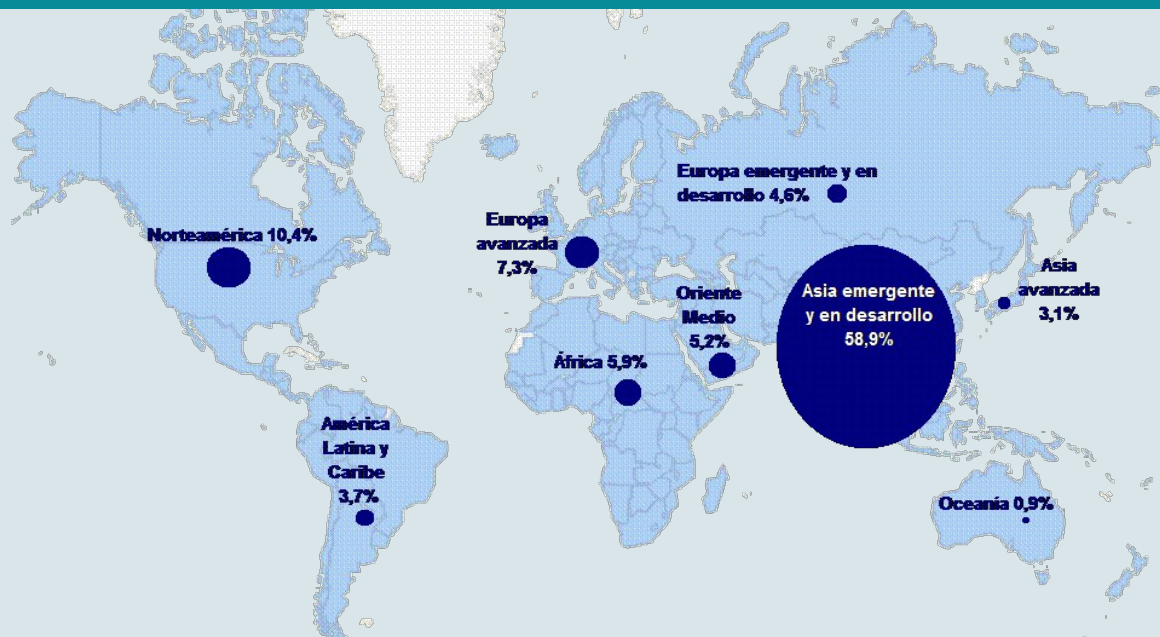 Norteamérica 10,4%
Europa
avanzada
7,3%
Europa emergente y en
desarrollo 4,6%
Oriente
Medio
5,2%
Asia emergente
y en desarrollo
58,9%
Asia
avanzada
3,1%
África 5,9%
América
Latina y
Caribe
3,7%
Oceanía 0,9%